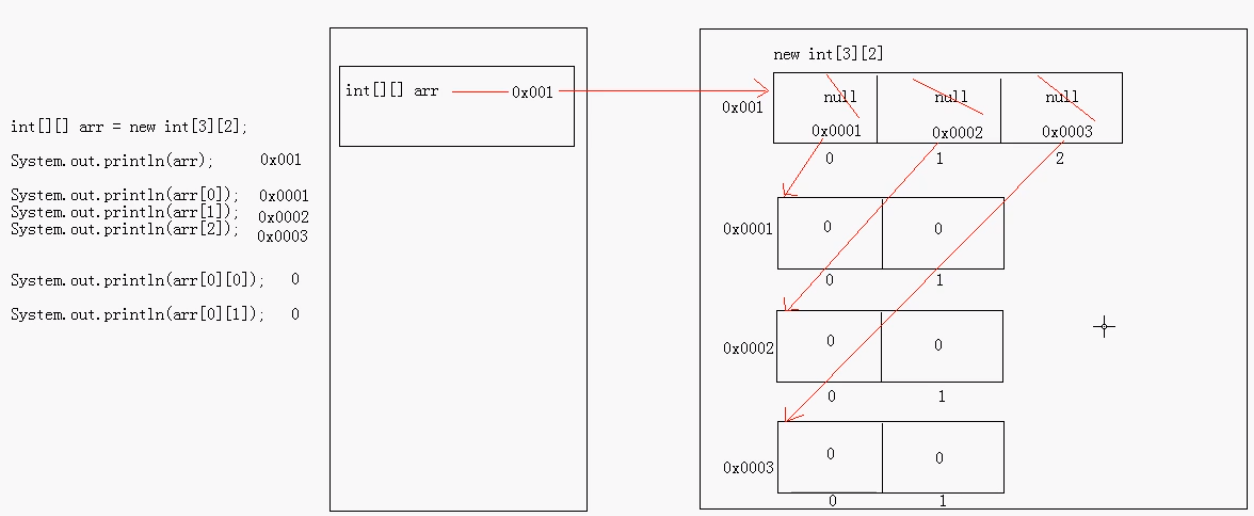 int[][] arr = new int[3][2];
System.out.println(arr); 0x001
System.out.println(arr[0]); 0x0001
System.out.println(arr[1]); 0x0002
System.out.println(arr[2]); 0x0003
System.out.println(arr[0][0]); 0
System.out.println(arr[0][1]); 0
int[][] arr 0x001
new int[3][2]
0x001
null null null
0x0001 0x0002 0x0003
0 1 2
0x0001 0 0
0 1
0x0002 0 0
0 1
0x0003 0 0
0 1